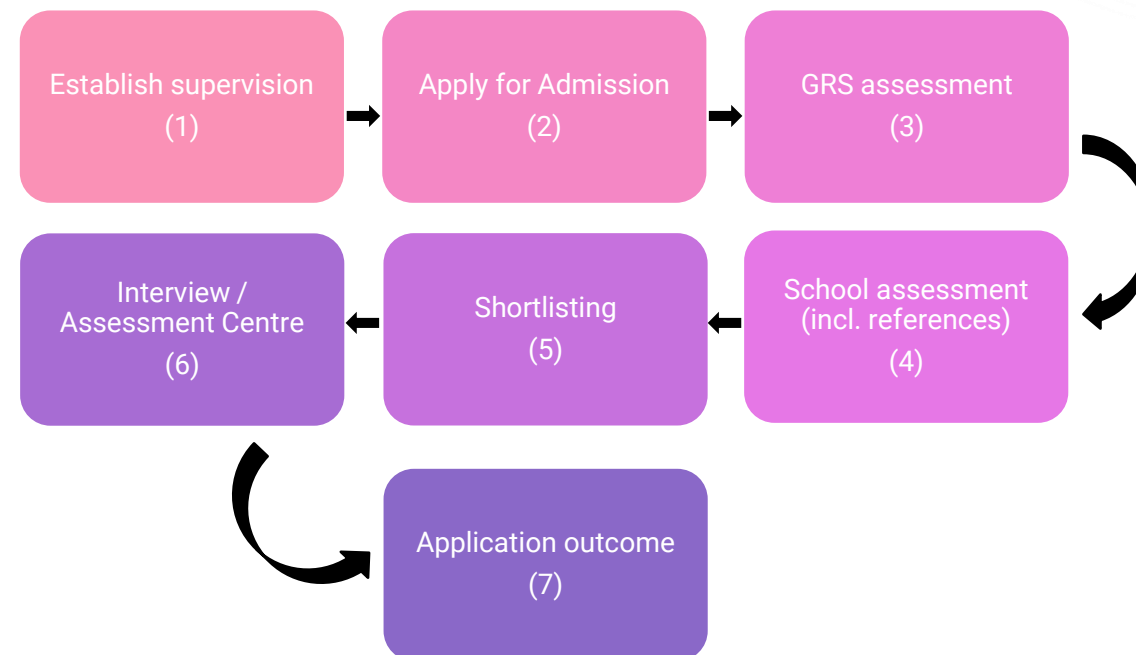 Establish supervision
(1)
Apply for Admission
(2)
GRS assessment
(3)
School assessment
(incl. references)
(4)
Shortlisting
(5)
Interview /
Assessment Centre
(6)
Application outcome
(7)